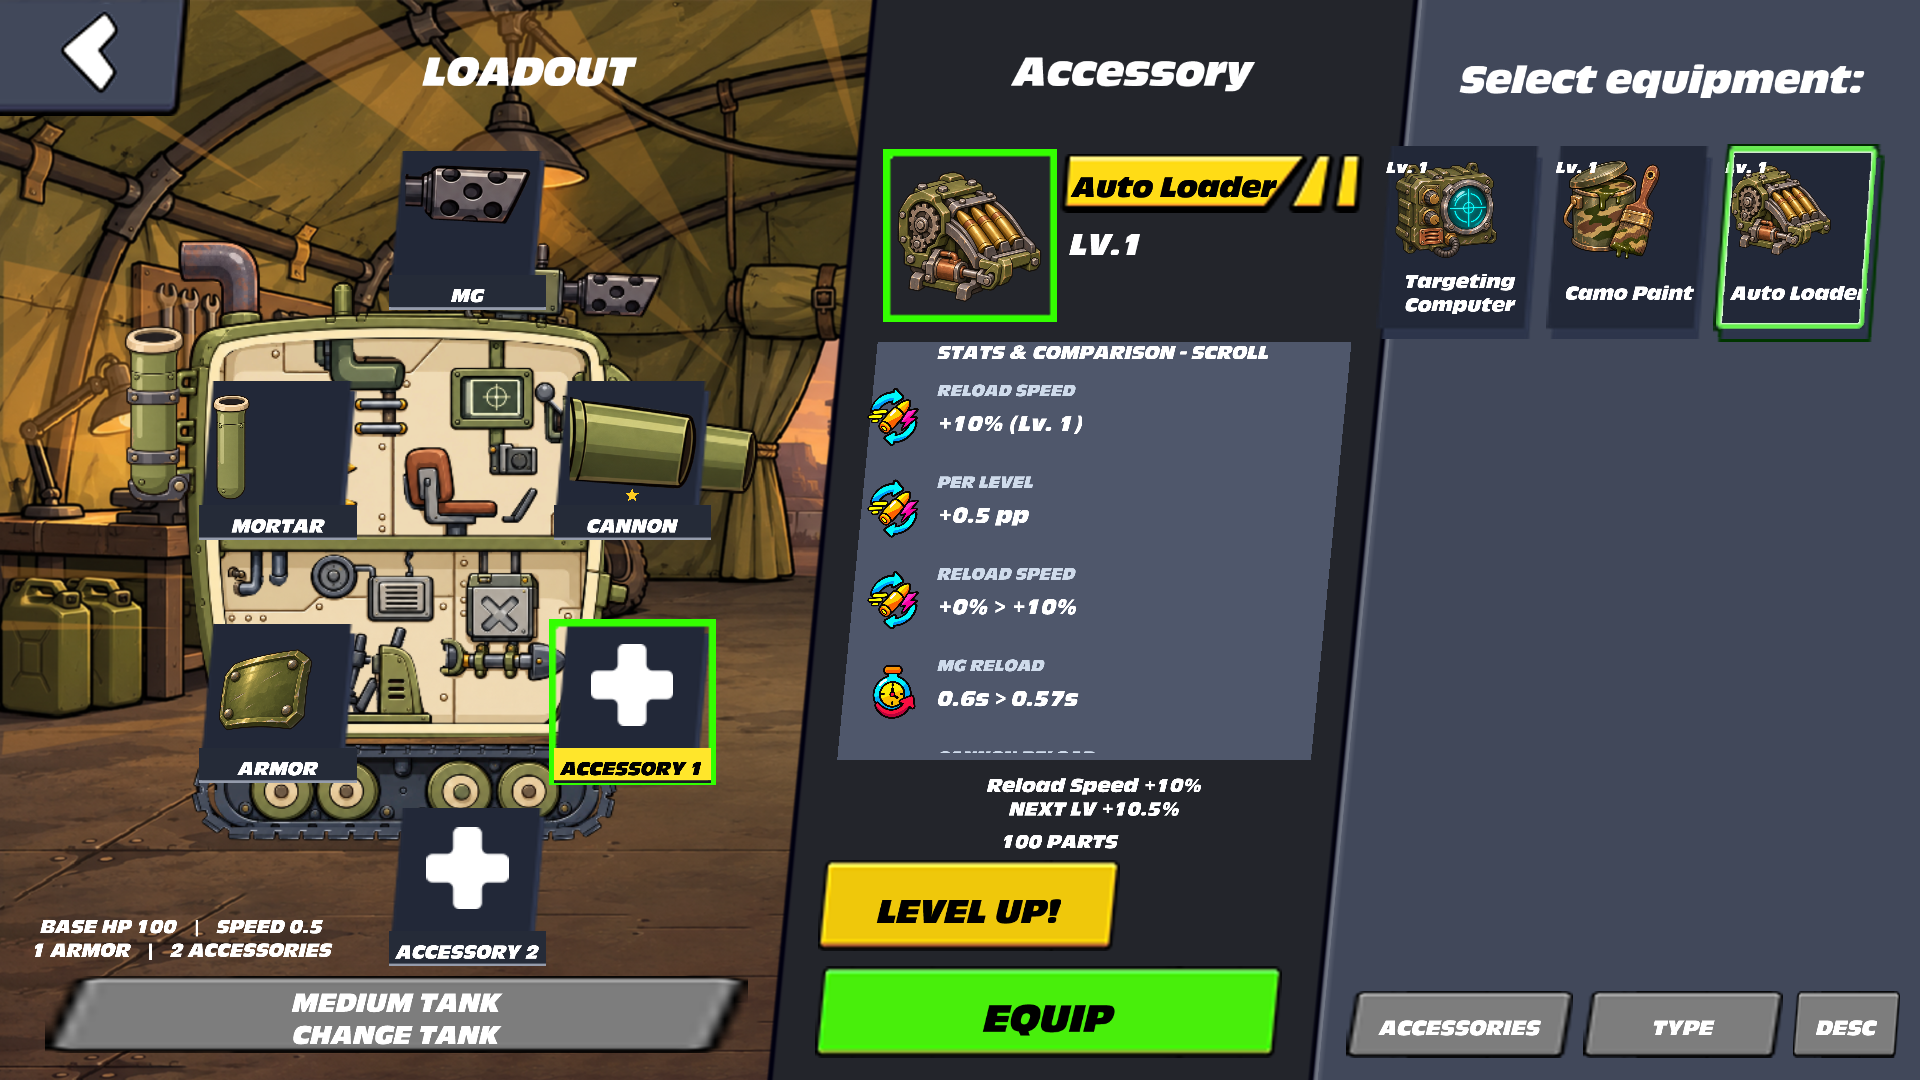 LOADOUT
MG
MORTAR
CANNON
ARMOR
ACCESSORY 1
ACCESSORY 2
BASE HP 100 | SPEED 0.5
1 ARMOR | 2 ACCESSORIES
MEDIUM TANK
CHANGE TANK
Accessory
Auto Loader
LV.1
STATS & COMPARISON - SCROLL
RELOAD SPEED
+10% (Lv. 1)
PER LEVEL
+0.5 pp
RELOAD SPEED
+0% > +10%
MG RELOAD
0.6s > 0.57s
Reload Speed +10%
NEXT LV +10.5%
100 PARTS
LEVEL UP!
EQUIP
Select equipment:
Lv. 1
Targeting
Computer
Lv. 1
Camo Paint
Lv. 1
Auto Loader
ACCESSORIES
TYPE
DESC